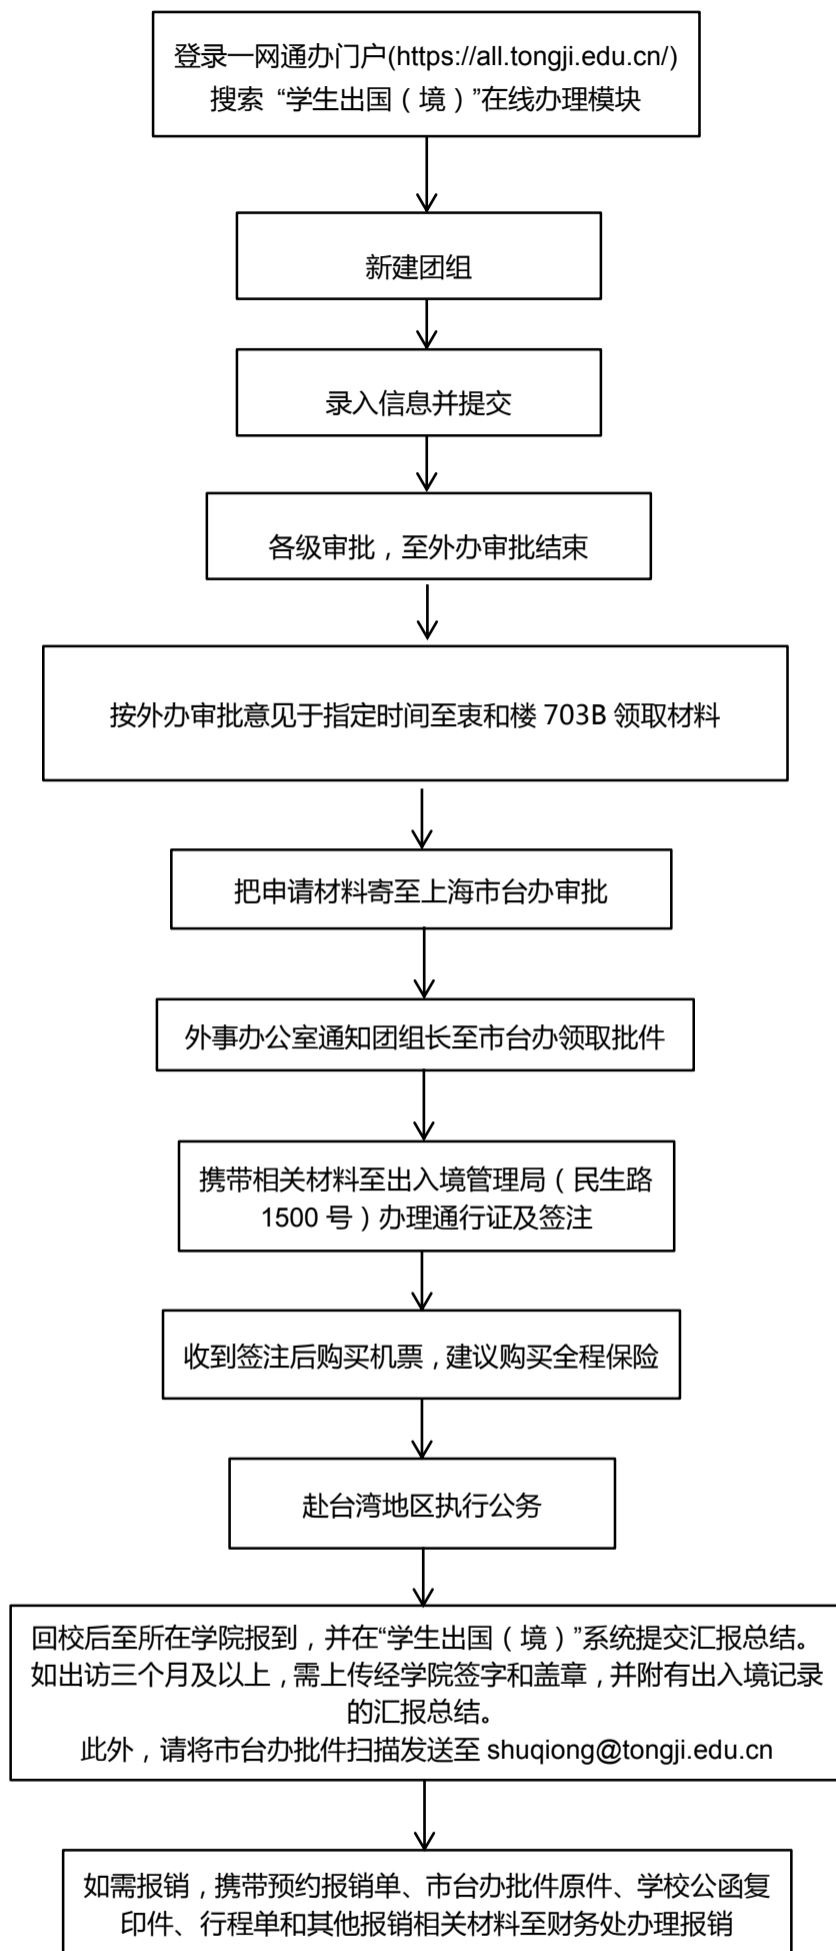 登录一网通办门户(https://all.tongji.edu.cn/)
搜索 “学生出国（境）”在线办理模块
新建团组
录入信息并提交
各级审批，至外办审批结束
按外办审批意见于指定时间至衷和楼 703B 领取材料
把申请材料寄至上海市台办审批
外事办公室通知团组长至市台办领取批件
携带相关材料至出入境管理局（民生路
1500 号）办理通行证及签注
收到签注后购买机票，建议购买全程保险
赴台湾地区执行公务
回校后至所在学院报到，并在“学生出国（境）”系统提交汇报总结。
如出访三个月及以上，需上传经学院签字和盖章，并附有出入境记录
的汇报总结。
此外，请将市台办批件扫描发送至 shuqiong@tongji.edu.cn
如需报销，携带预约报销单、市台办批件原件、学校公函复
印件、行程单和其他报销相关材料至财务处办理报销